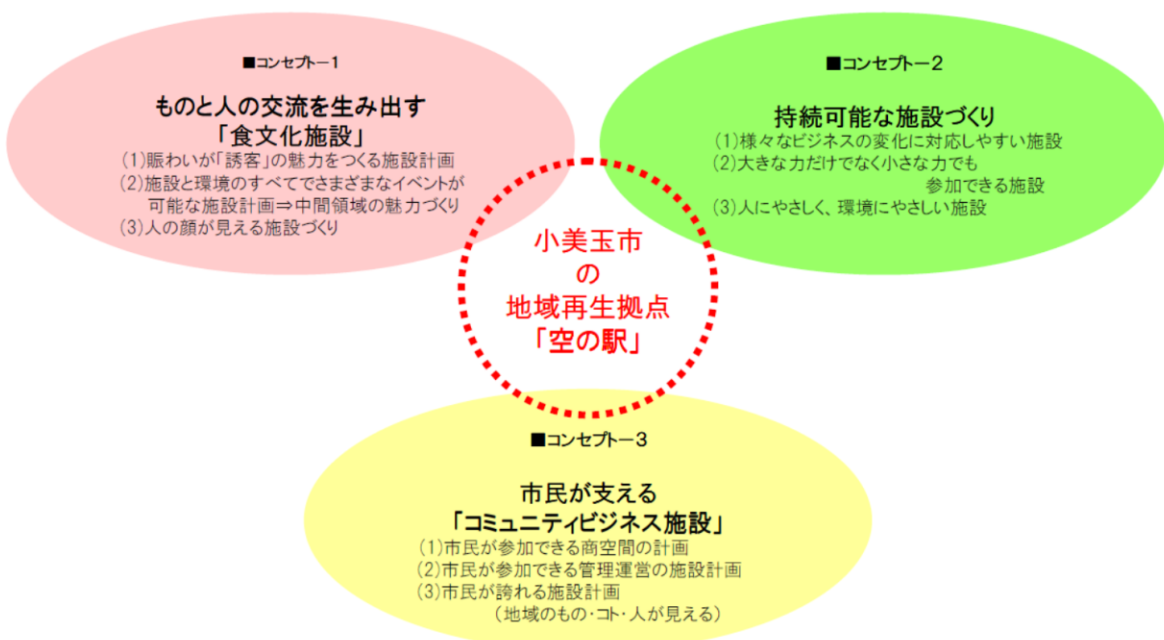 ■コンセプトー1
ものと人の交流を生み出す
「食文化施設」
(1)賑わいが「誘客」の魅力をつくる施設計画
(2)施設と環境のすべてでさまざまなイベントが
可能な施設計画⇒中間領域の魅力づくり
(3)人の顔が見える施設づくり
■コンセプトー2
持続可能な施設づくり
(1)様々なビジネスの変化に対応しやすい施設
(2)大きな力だけでなく小さな力でも
参加できる施設
(3)人にやさしく、環境にやさしい施設
小美玉市
の
地域再生拠点
「空の駅」
■コンセプトー3
市民が支える
「コミュニティビジネス施設」
(1)市民が参加できる商空間の計画
(2)市民が参加できる管理運営の施設計画
(3)市民が誇れる施設計画
(地域のもの・コト・人が見える)